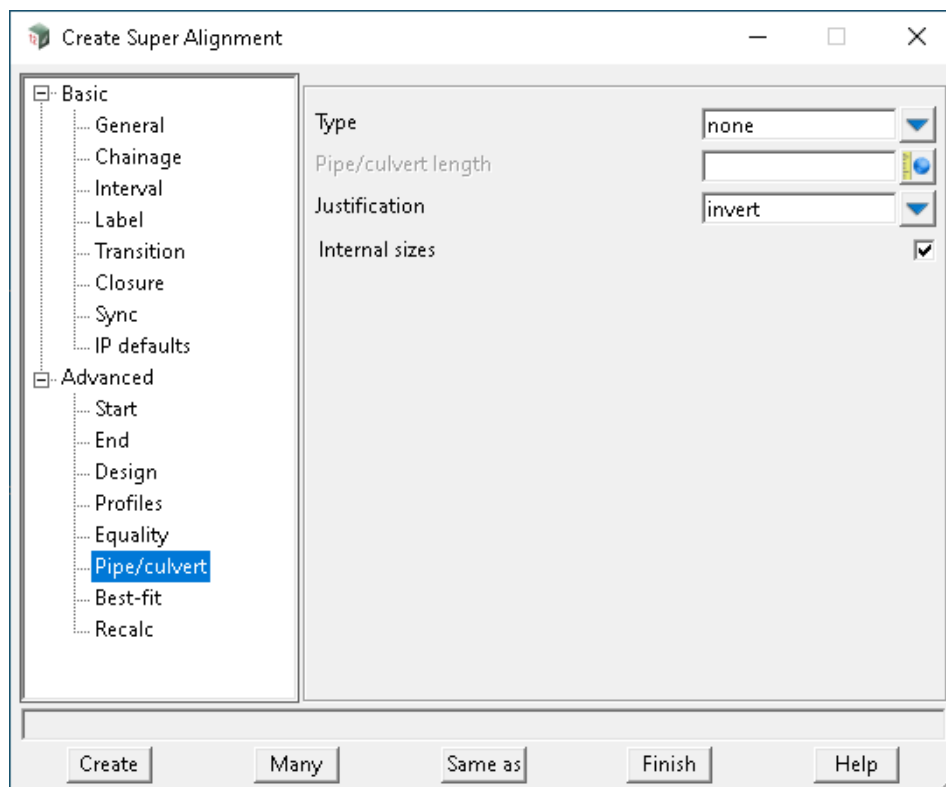 Create Super Alignment
Basic
General
Chainage
Interval
Label
Transition
Closure
Sync
IP defaults
Advanced
Start
End
Design
Profiles
Equality
Pipe/culvert
Best-fit
Recalc
Type none
Pipe/culvert length
Justification invert
Internal sizes
Create Many Same as Finish Help